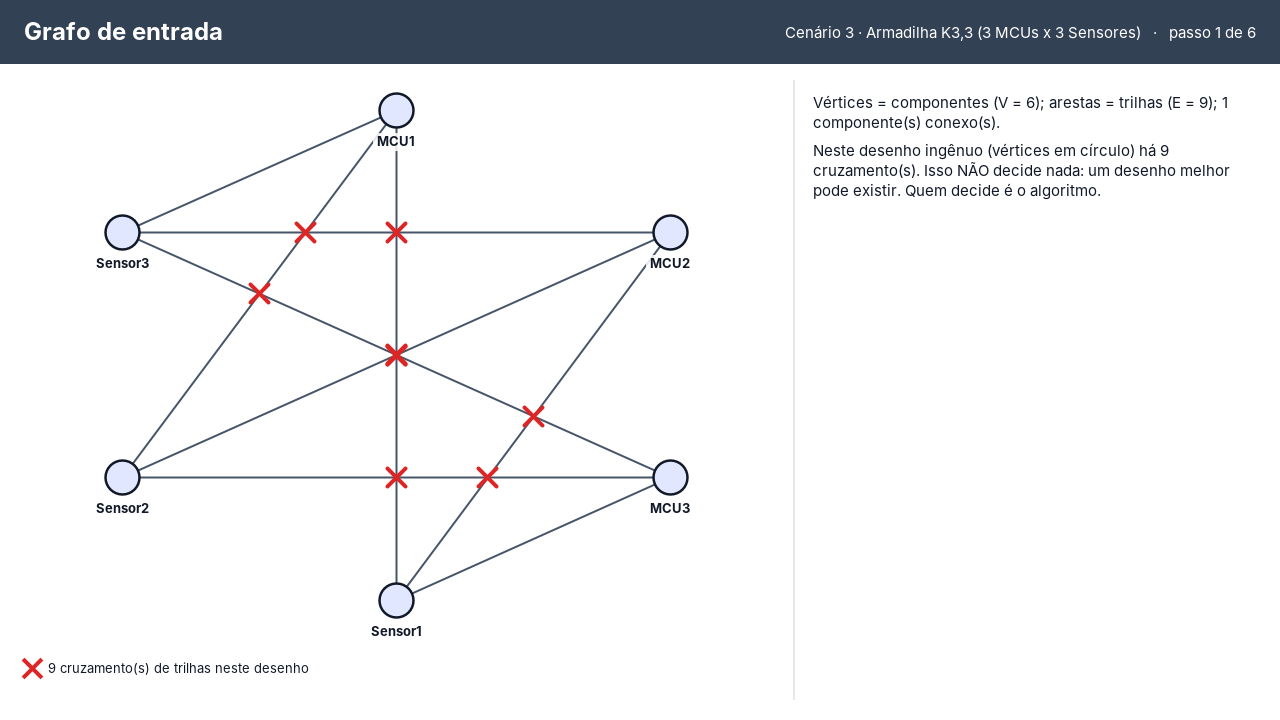 Grafo de entrada
Cenário 3 · Armadilha K3,3 (3 MCUs x 3 Sensores)   ·   passo 1 de 6
Vértices = componentes (V = 6); arestas = trilhas (E = 9); 1
componente(s) conexo(s).
Neste desenho ingênuo (vértices em círculo) há 9
cruzamento(s). Isso NÃO decide nada: um desenho melhor
pode existir. Quem decide é o algoritmo.
MCU1
Sensor3
MCU2
Sensor2
MCU3
Sensor1
9 cruzamento(s) de trilhas neste desenho